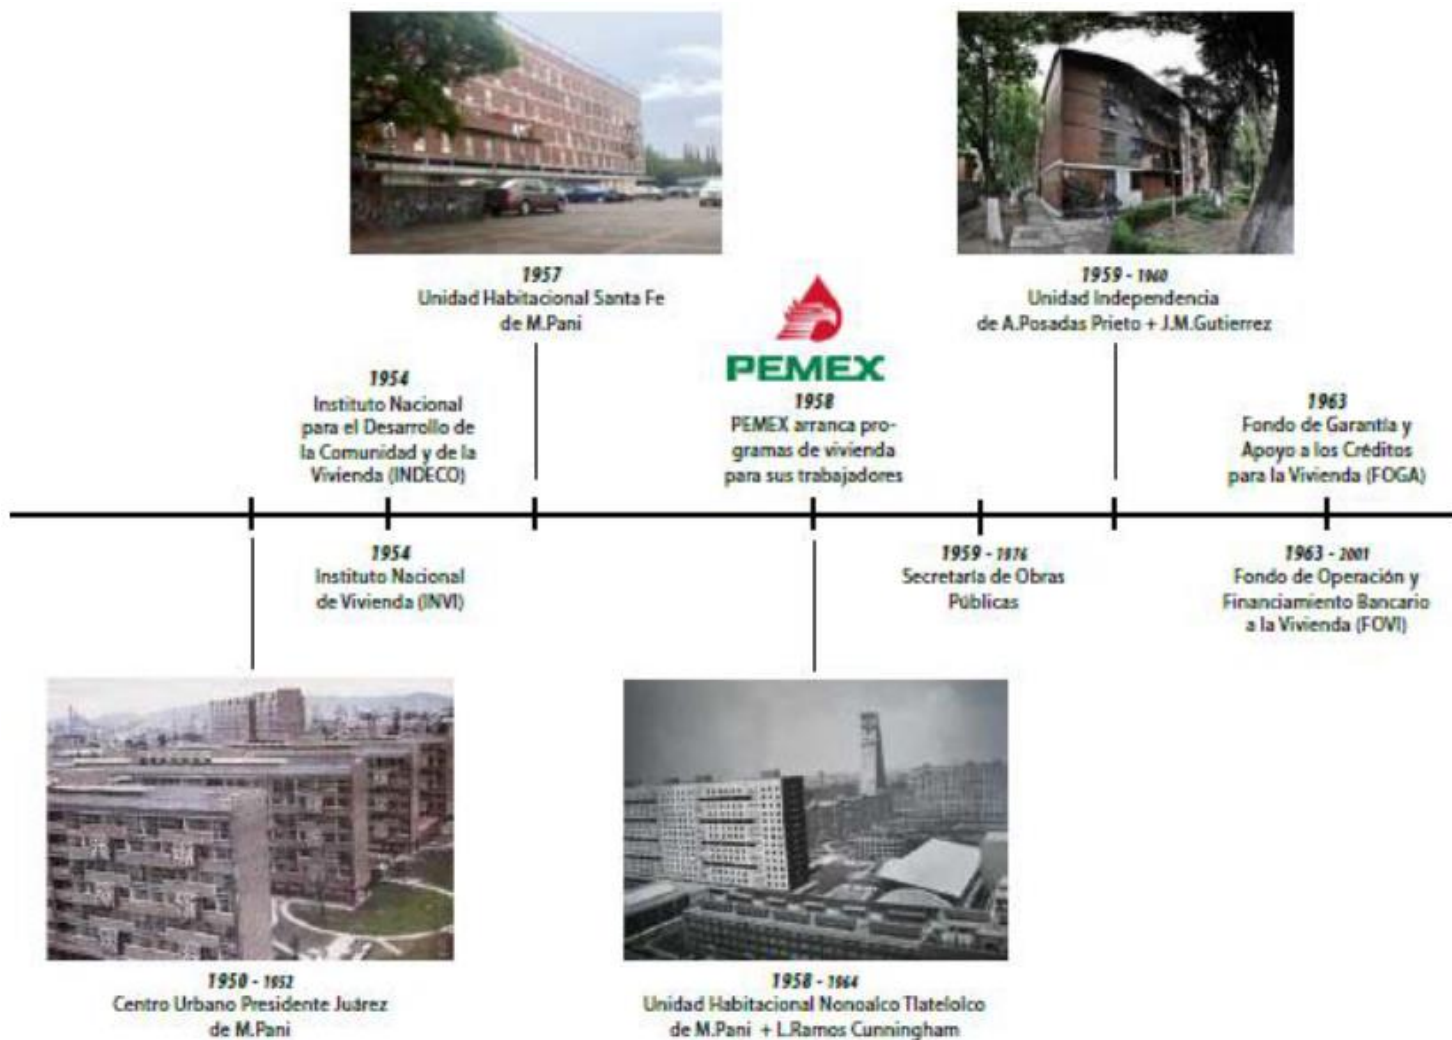 1957
Unidad Habitacional Santa Fe
de M.Pani
1959 - 1960
Unidad Independencia
de A.Posadas Prieto + J.M.Gutierrez
PEMEX
1954
Instituto Nacional
para el Desarrollo de
la Comunidad y de la
Vivienda (INDECO)
1958
PEMEX arranca pro-
gramas de vivienda
para sus trabajadores
1963
Fondo de Garantía y
Apoyo a los Créditos
para la Vivienda (FOGA)
1954
Instituto Nacional
de Vivienda (INVI)
1959 - 1976
Secretaría de Obras
Públicas
1963 - 2001
Fondo de Operación y
Financiamiento Bancario
a la Vivienda (FOVI)
1950 - 1952
Centro Urbano Presidente Juárez
de M.Pani
1958 - 1964
Unidad Habitacional Nonoalco Tlatelolco
de M.Pani + L.Ramos Cunningham